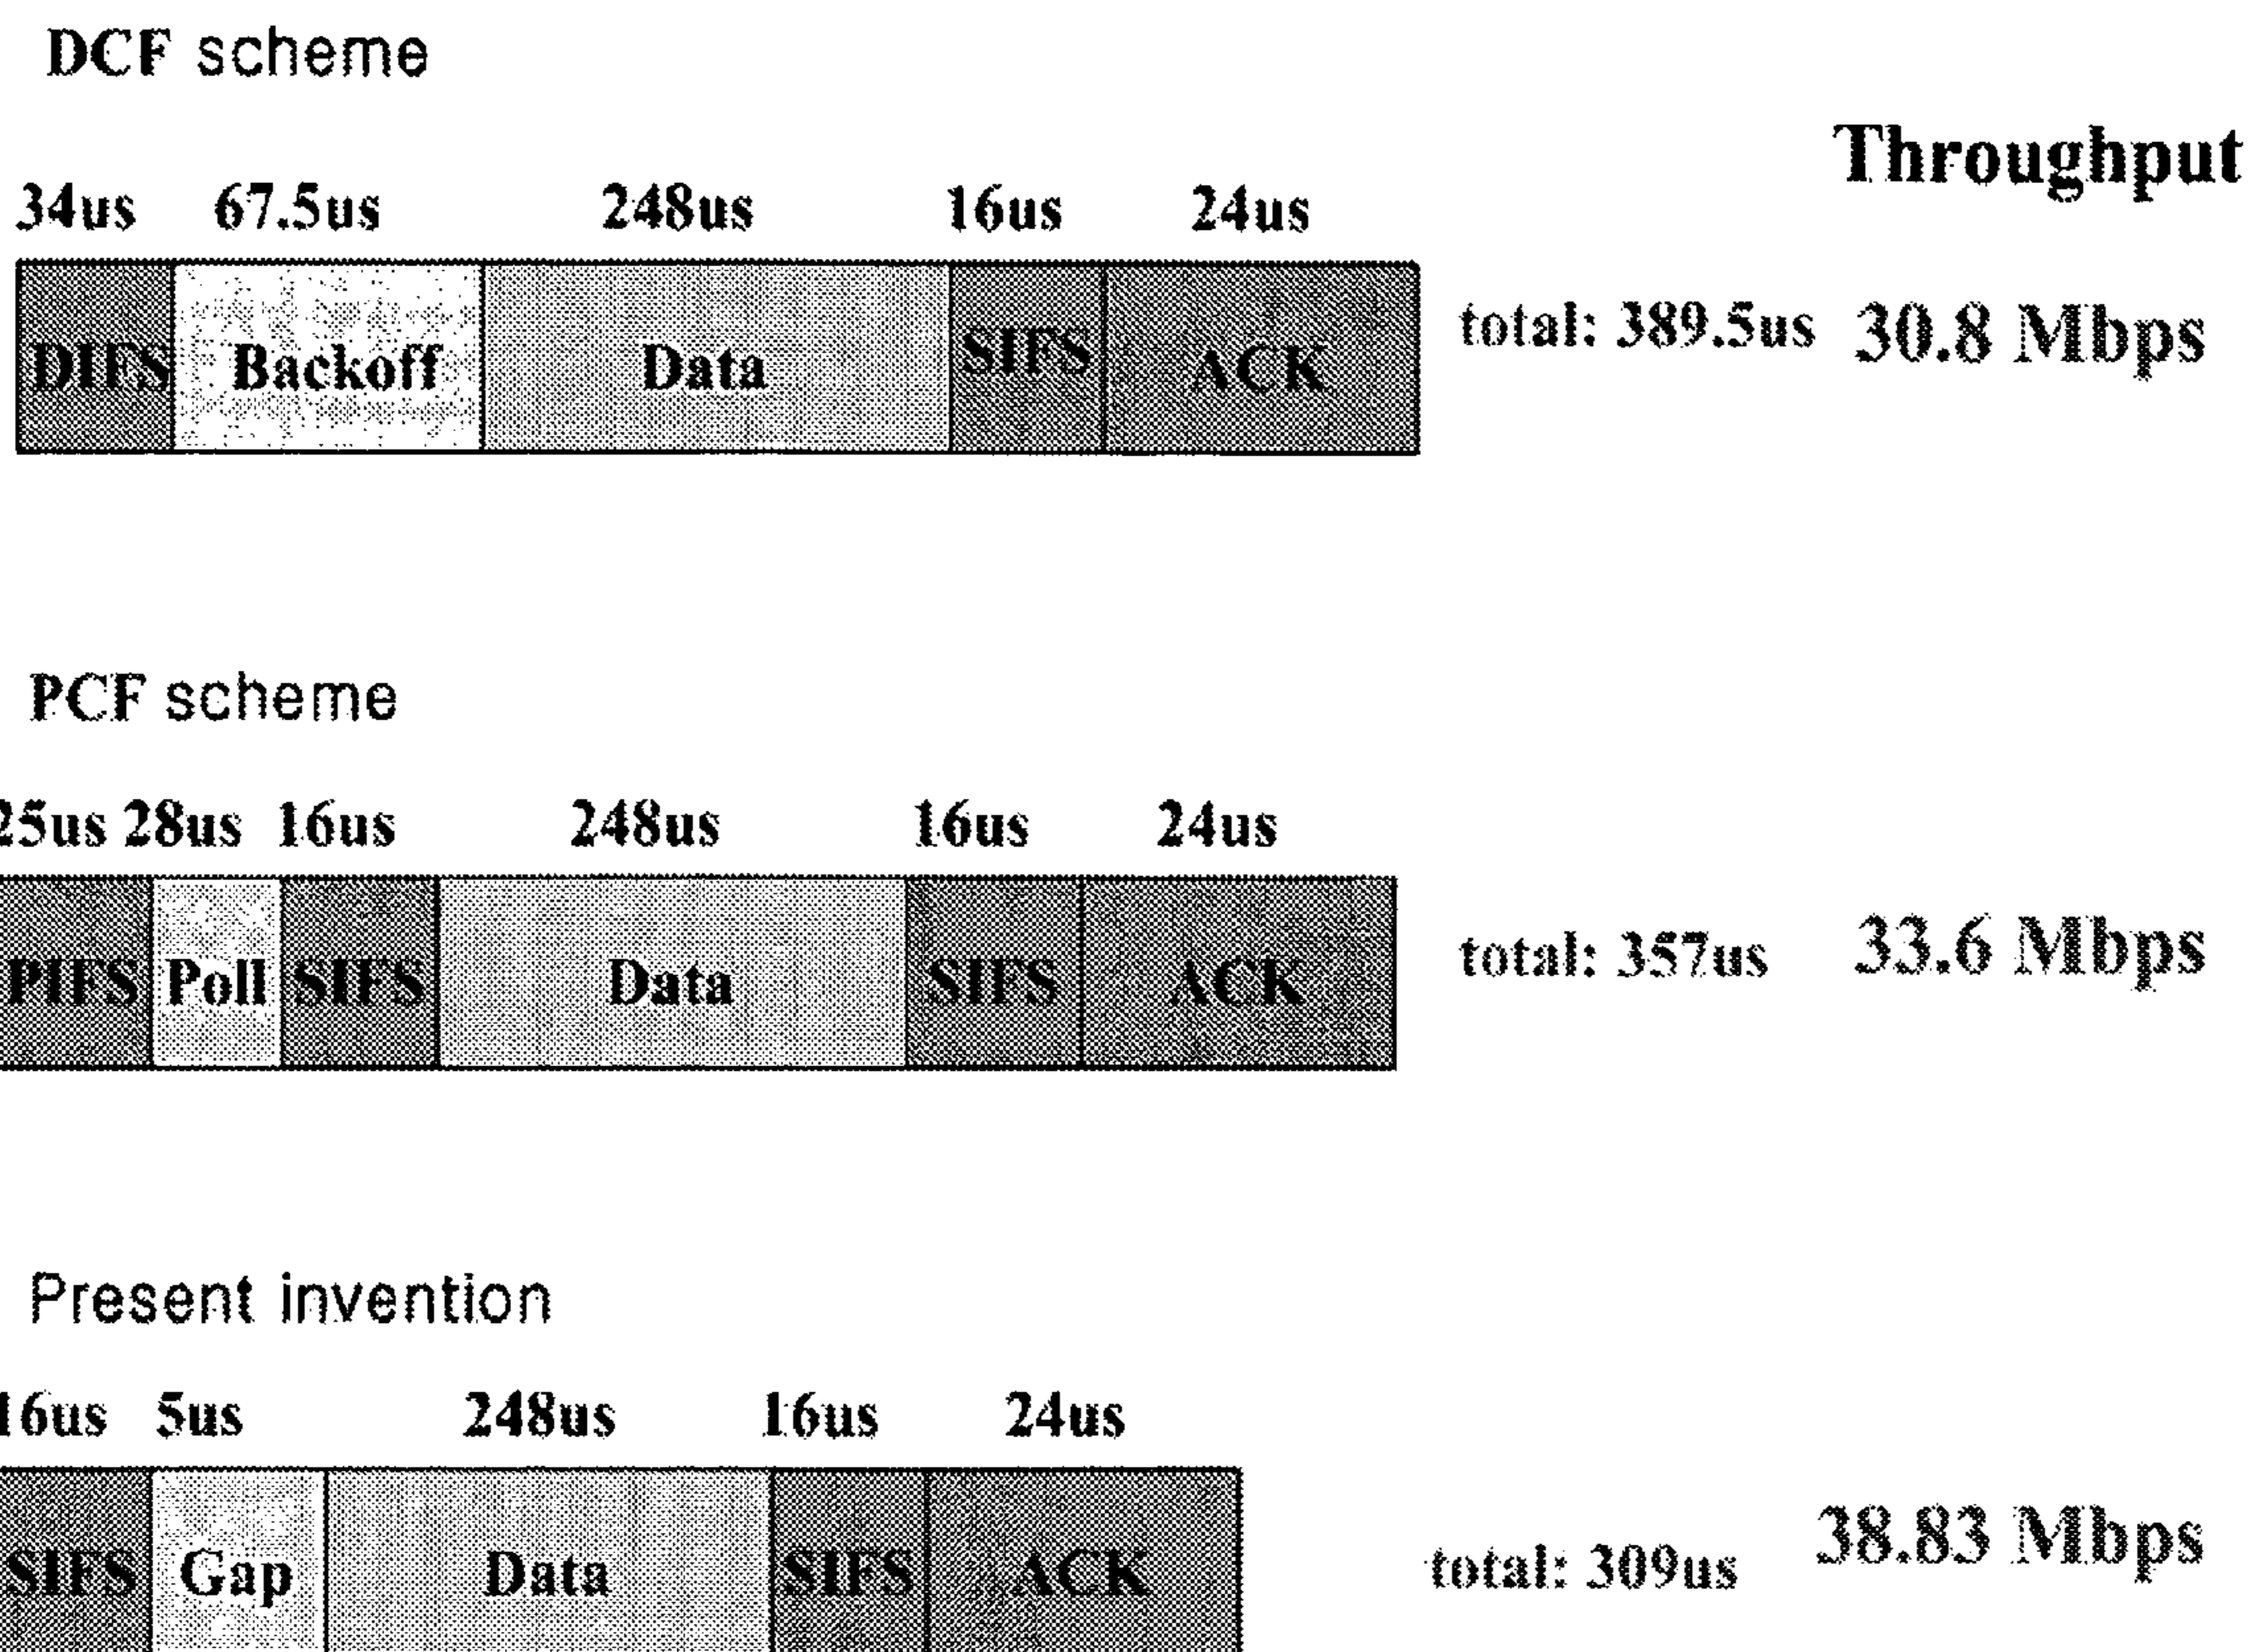 DCF scheme
Throughput
34us 67.5us 248us 16us 24us
DIFS Backoff Data SIFS ACK
total: 389.5us 30.8 Mbps
PCF scheme
25us 28us 16us 248us 16us 24us
PIFS Poll SIFS Data SIFS ACK
total: 357us 33.6 Mbps
Present invention
16us 5us 248us 16us 24us
SIFS Gap Data SIFS ACK
total: 309us 38.83 Mbps